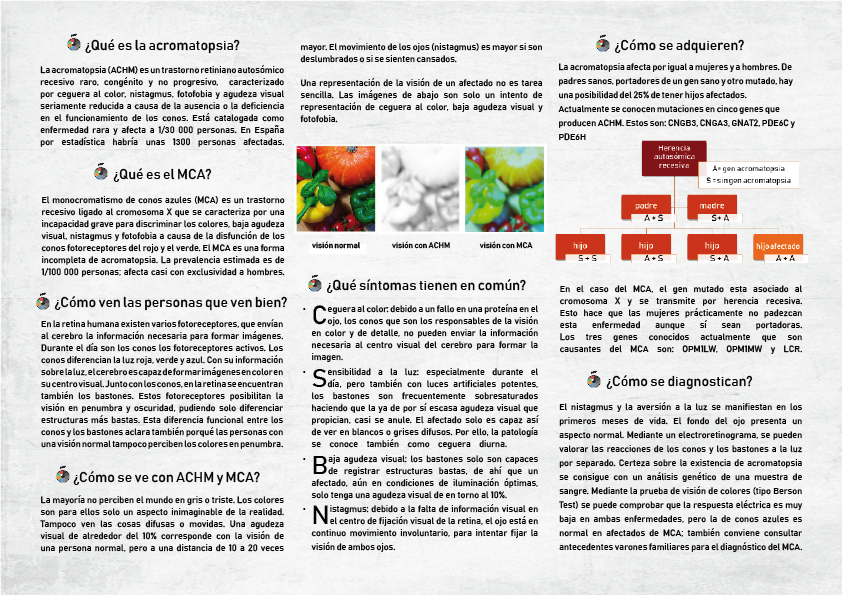 ¿Qué es la acromatopsia?
La acromatopsia (ACHM) es un trastorno retiniano autosómico
recesivo raro, congénito y no progresivo, caracterizado
por ceguera al color, nistagmus, fotofobia y agudeza visual
seriamente reducida a causa de la ausencia o la deficiencia
en el funcionamiento de los conos. Está catalogada como
enfermedad rara y afecta a 1/30 000 personas. En España
por estadística habría unas 1300 personas afectadas.
¿Qué es el MCA?
El monocromatismo de conos azules (MCA) es un trastorno
recesivo ligado al cromosoma X que se caracteriza por una
incapacidad grave para discriminar los colores, baja agudeza
visual, nistagmus y fotofobia a causa de la disfunción de los
conos fotoreceptores del rojo y el verde. El MCA es una forma
incompleta de acromatopsia. La prevalencia estimada es de
1/100 000 personas; afecta casi con exclusividad a hombres.
¿Cómo ven las personas que ven bien?
En la retina humana existen varios fotoreceptores, que envían
al cerebro la información necesaria para formar imágenes.
Durante el día son los conos los fotoreceptores activos. Los
conos diferencian la luz roja, verde y azul. Con su información
sobre la luz, el cerebro es capaz de formar imágenes en color en
su centro visual. Junto con los conos, en la retina se encuentran
también los bastones. Estos fotoreceptores posibilitan la
visión en penumbra y oscuridad, pudiendo solo diferenciar
estructuras más bastas. Esta diferencia funcional entre los
conos y los bastones aclara también porqué las personas con
una visión normal tampoco perciben los colores en penumbra.
¿Cómo se ve con ACHM y MCA?
La mayoría no perciben el mundo en gris o triste. Los colores
son para ellos solo un aspecto inimaginable de la realidad.
Tampoco ven las cosas difusas o movidas. Una agudeza
visual de alrededor del 10% corresponde con la visión de
una persona normal, pero a una distancia de 10 a 20 veces
mayor. El movimiento de los ojos (nistagmus) es mayor si son
deslumbrados o si se sienten cansados.
Una representación de la visión de un afectado no es tarea
sencilla. Las imágenes de abajo son solo un intento de
representación de ceguera al color, baja agudeza visual y
fotofobia.
visión normal visión con ACHM visión con MCA
¿Qué síntomas tienen en común?
· Ceguera al color: debido a un fallo en una proteína en el
ojo, los conos que son los responsables de la visión
en color y de detalle, no pueden enviar la información
necesaria al centro visual del cerebro para formar la
imagen.
· Sensibilidad a la luz: especialmente durante el
día, pero también con luces artificiales potentes,
los bastones son frecuentemente sobresaturados
haciendo que la ya de por sí escasa agudeza visual que
propician, casi se anule. El afectado solo es capaz así
de ver en blancos o grises difusos. Por ello, la patología
se conoce también como ceguera diurna.
· Baja agudeza visual: los bastones solo son capaces
de registrar estructuras bastas, de ahí que un
afectado, aún en condiciones de iluminación óptimas,
solo tenga una agudeza visual de en torno al 10%.
· Nistagmus: debido a la falta de información visual en
el centro de fijación visual de la retina, el ojo está en
continuo movimiento involuntario, para intentar fijar la
visión de ambos ojos.
¿Cómo se adquieren?
La acromatopsia afecta por igual a mujeres y a hombres. De
padres sanos, portadores de un gen sano y otro mutado, hay
una posibilidad del 25% de tener hijos afectados.
Actualmente se conocen mutaciones en cinco genes que
producen ACHM. Estos son: CNGB3, CNGA3, GNAT2, PDE6C y
PDE6H
Herencia
autosómica
recesiva
A= gen acromatopsia
S = sin gen acromatopsia
padre madre
A + S S+ A
hijo hijo hijo hijo afectado
S + S A + S S + A A + A
En el caso del MCA, el gen mutado esta asociado al
cromosoma X y se transmite por herencia recesiva.
Esto hace que las mujeres prácticamente no padezcan
esta enfermedad aunque sí sean portadoras.
Los tres genes conocidos actualmente que son
causantes del MCA son: OPM1LW, OPM1MW y LCR.
¿Cómo se diagnostican?
El nistagmus y la aversión a la luz se manifiestan en los
primeros meses de vida. El fondo del ojo presenta un
aspecto normal. Mediante un electroretinograma, se pueden
valorar las reacciones de los conos y los bastones a la luz
por separado. Certeza sobre la existencia de acromatopsia
se consigue con un análisis genético de una muestra de
sangre. Mediante la prueba de visión de colores (tipo Berson
Test) se puede comprobar que la respuesta eléctrica es muy
baja en ambas enfermedades, pero la de conos azules es
normal en afectados de MCA; también conviene consultar
antecedentes varones familiares para el diagnóstico del MCA.